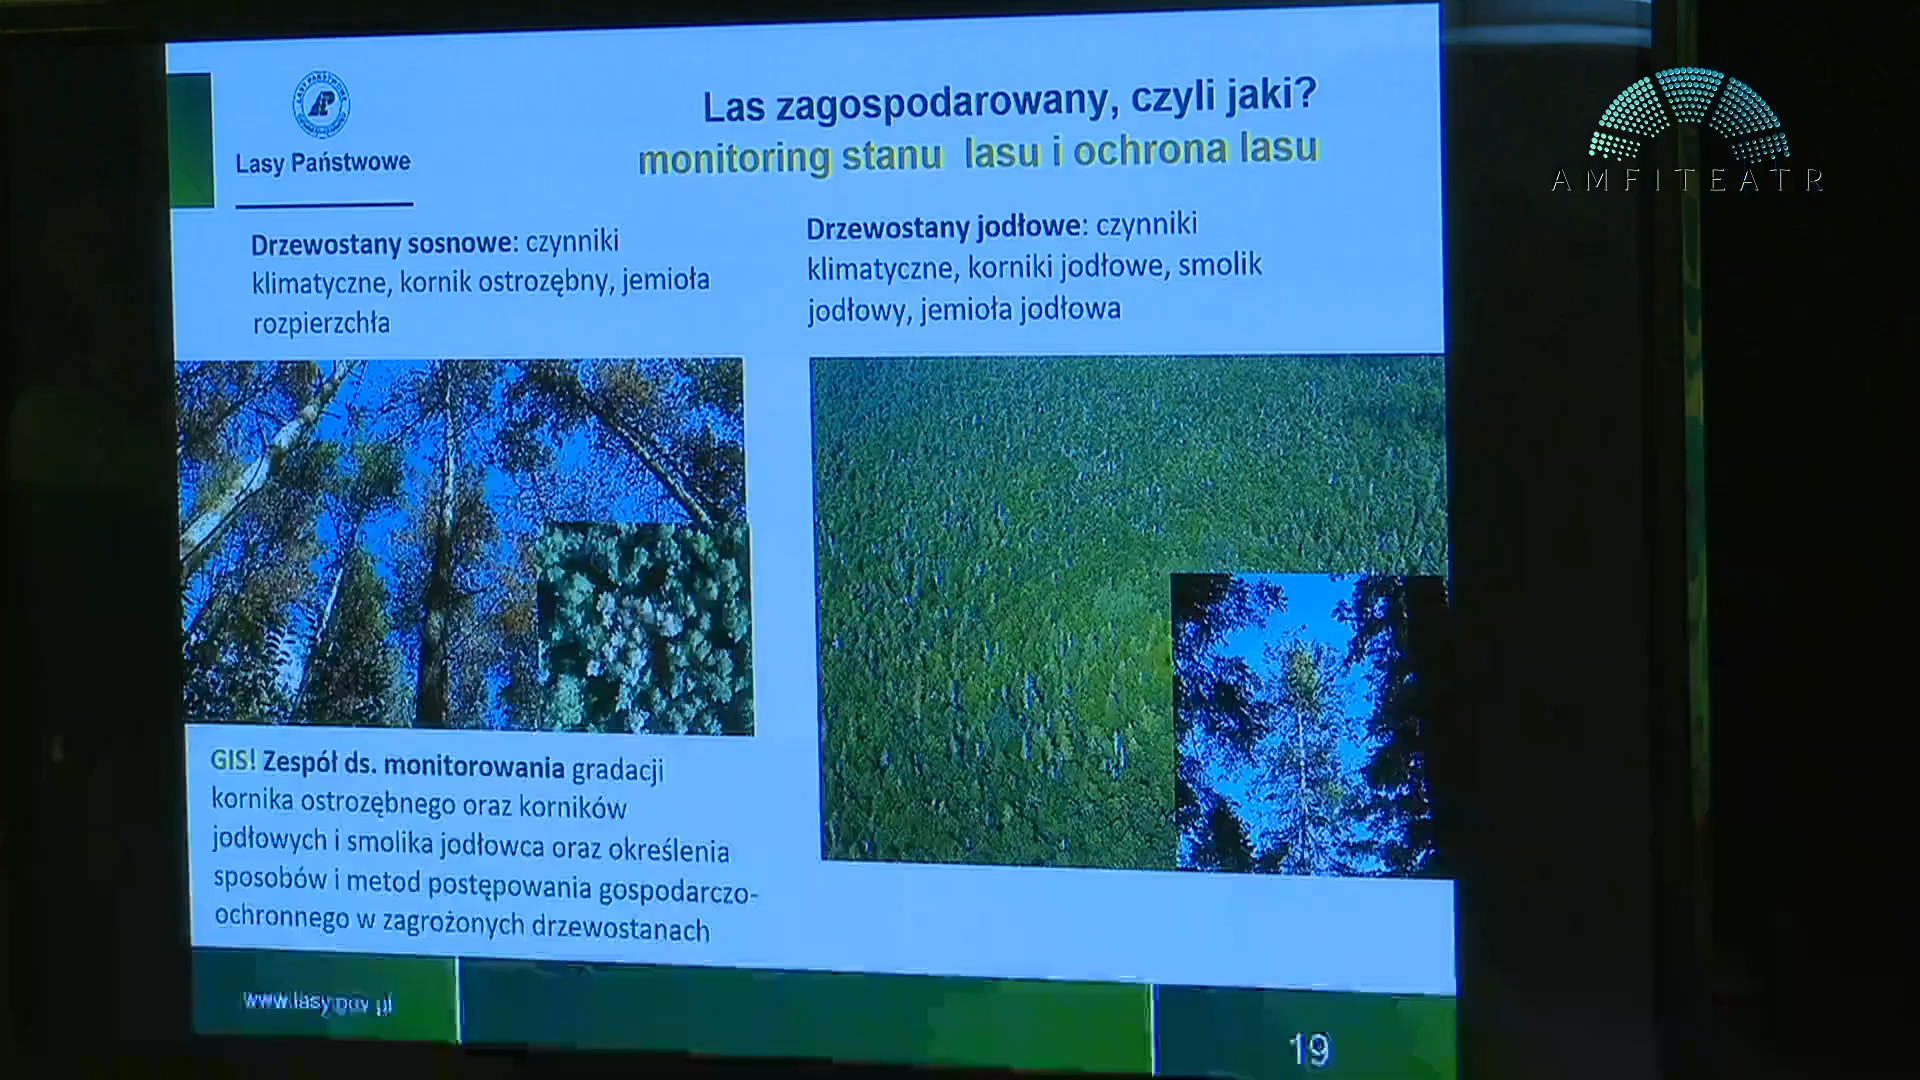 Las zagospodarowany, czyli jaki?
monitoring stanu lasu i ochrona lasu
Lasy Państwowe
Drzewostany sosnowe: czynniki
klimatyczne, kornik ostrozębny, jemioła
rozpierzchła
Drzewostany jodłowe: czynniki
klimatyczne, korniki jodłowe, smolik
jodłowy, jemioła jodłowa
GIS! Zespół ds. monitorowania gradacji
kornika ostrozębnego oraz korników
jodłowych i smolika jodłowca oraz określenia
sposobów i metod postępowania gospodarczo-
ochronnego w zagrożonych drzewostanach
www.lasy.gov.pl
19
AMFITEATR